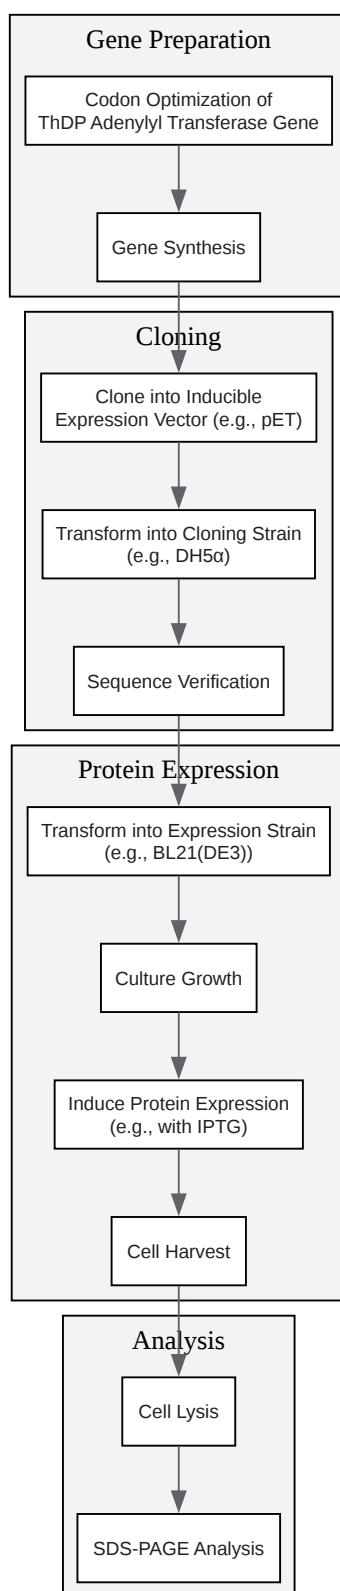 Gene Preparation
Codon Optimization of
ThDP Adenylyl Transferase Gene
Gene Synthesis
Cloning
Clone into Inducible
Expression Vector (e.g., pET)
Transform into Cloning Strain
(e.g., DH5α)
Sequence Verification
Protein Expression
Transform into Expression Strain
(e.g., BL21(DE3))
Culture Growth
Induce Protein Expression
(e.g., with IPTG)
Cell Harvest
Analysis
Cell Lysis
SDS-PAGE Analysis